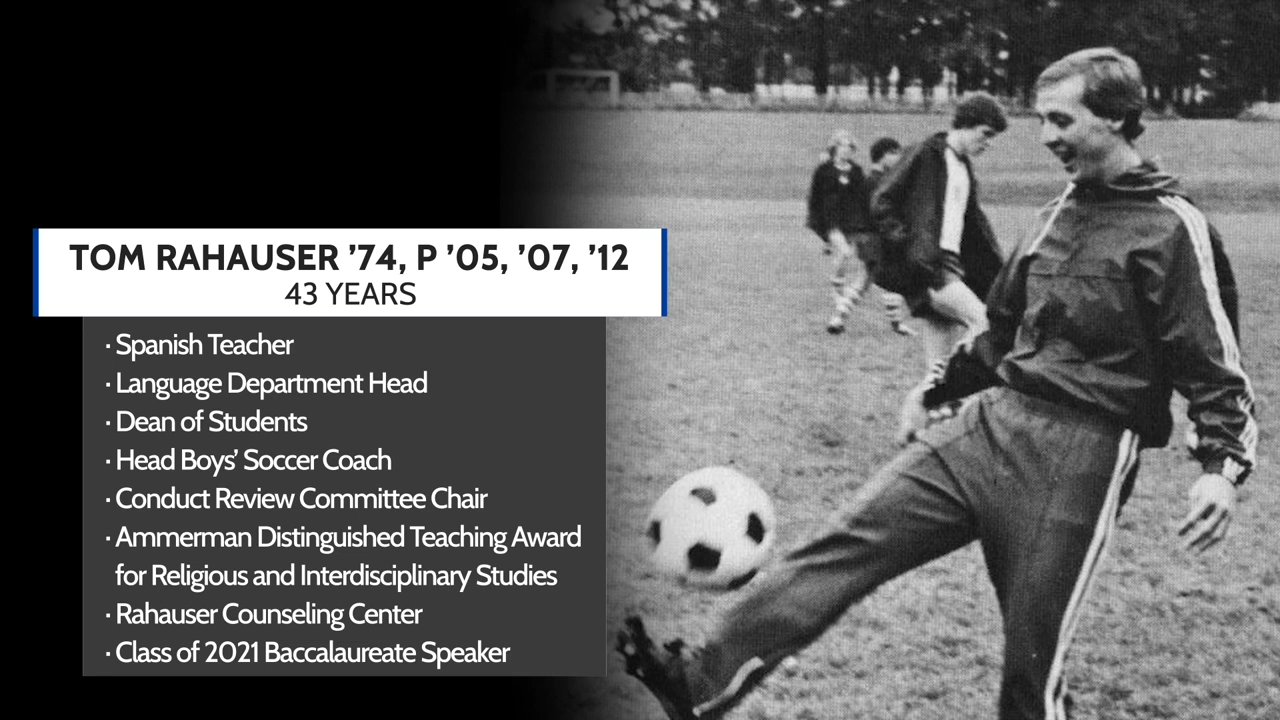 TOM RAHAUSER ’74, P ’05, ’07, ’12
43 YEARS
· Spanish Teacher
· Language Department Head
· Dean of Students
· Head Boys’ Soccer Coach
· Conduct Review Committee Chair
· Ammerman Distinguished Teaching Award
for Religious and Interdisciplinary Studies
· Rahauser Counseling Center
· Class of 2021 Baccalaureate Speaker